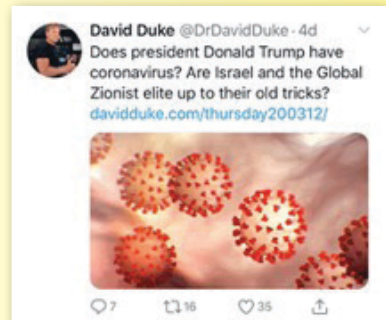 David Duke @DrDavidDuke · 4d
Does president Donald Trump have
coronavirus? Are Israel and the Global
Zionist elite up to their old tricks?
davidduke.com/thursday200312/
7 16 35